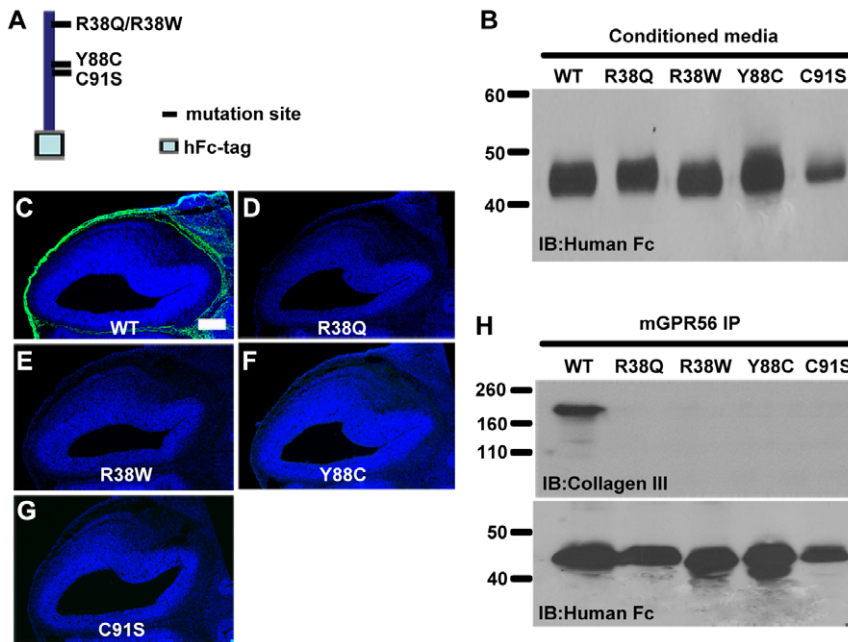 A
R38Q/R38W
Y88C
C91S
mutation site
hFc-tag
B
Conditioned media
WT R38Q R38W Y88C C91S
60
50
40
IB:Human Fc
C
WT
D
R38Q
E
R38W
F
Y88C
G
C91S
H
mGPR56 IP
WT R38Q R38W Y88C C91S
260
160
110
IB:Collagen III
50
40
IB:Human Fc